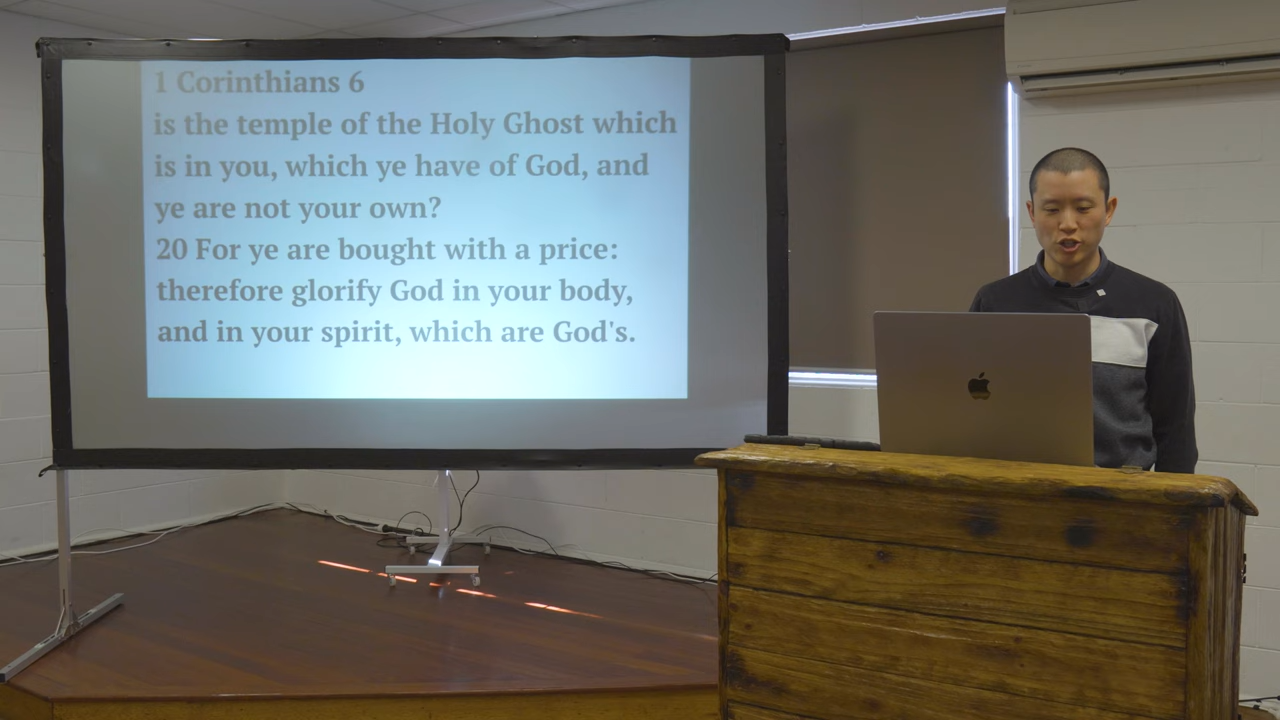 1 Corinthians 6
is the temple of the Holy Ghost which
is in you, which ye have of God, and
ye are not your own?
20 For ye are bought with a price:
therefore glorify God in your body,
and in your spirit, which are God's.